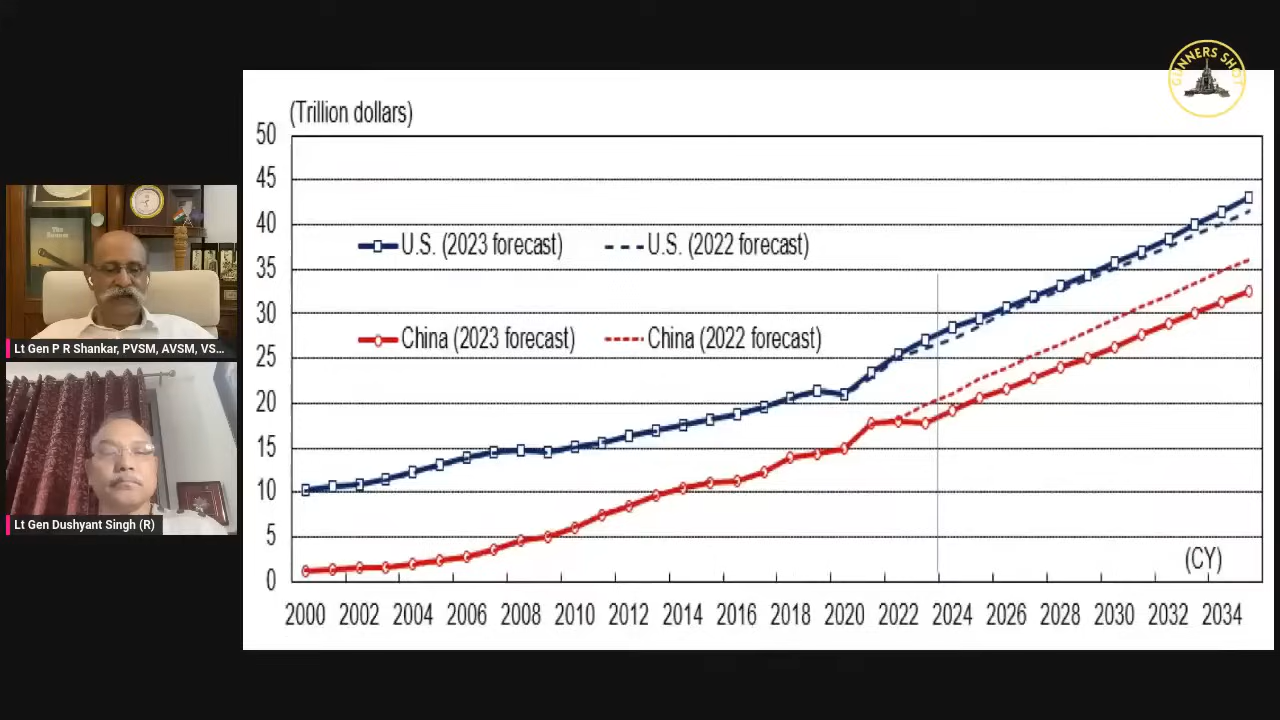 GUNNERS SHOT
(Trillion dollars)
50
45
40
35
30
25
20
15
10
5
0
U.S. (2023 forecast)
U.S. (2022 forecast)
China (2023 forecast)
China (2022 forecast)
(CY)
2000 2002 2004 2006 2008 2010 2012 2014 2016 2018 2020 2022 2024 2026 2028 2030 2032 2034
Lt Gen P R Shankar, PVSM, AVSM, VS...
Lt Gen Dushyant Singh (R)